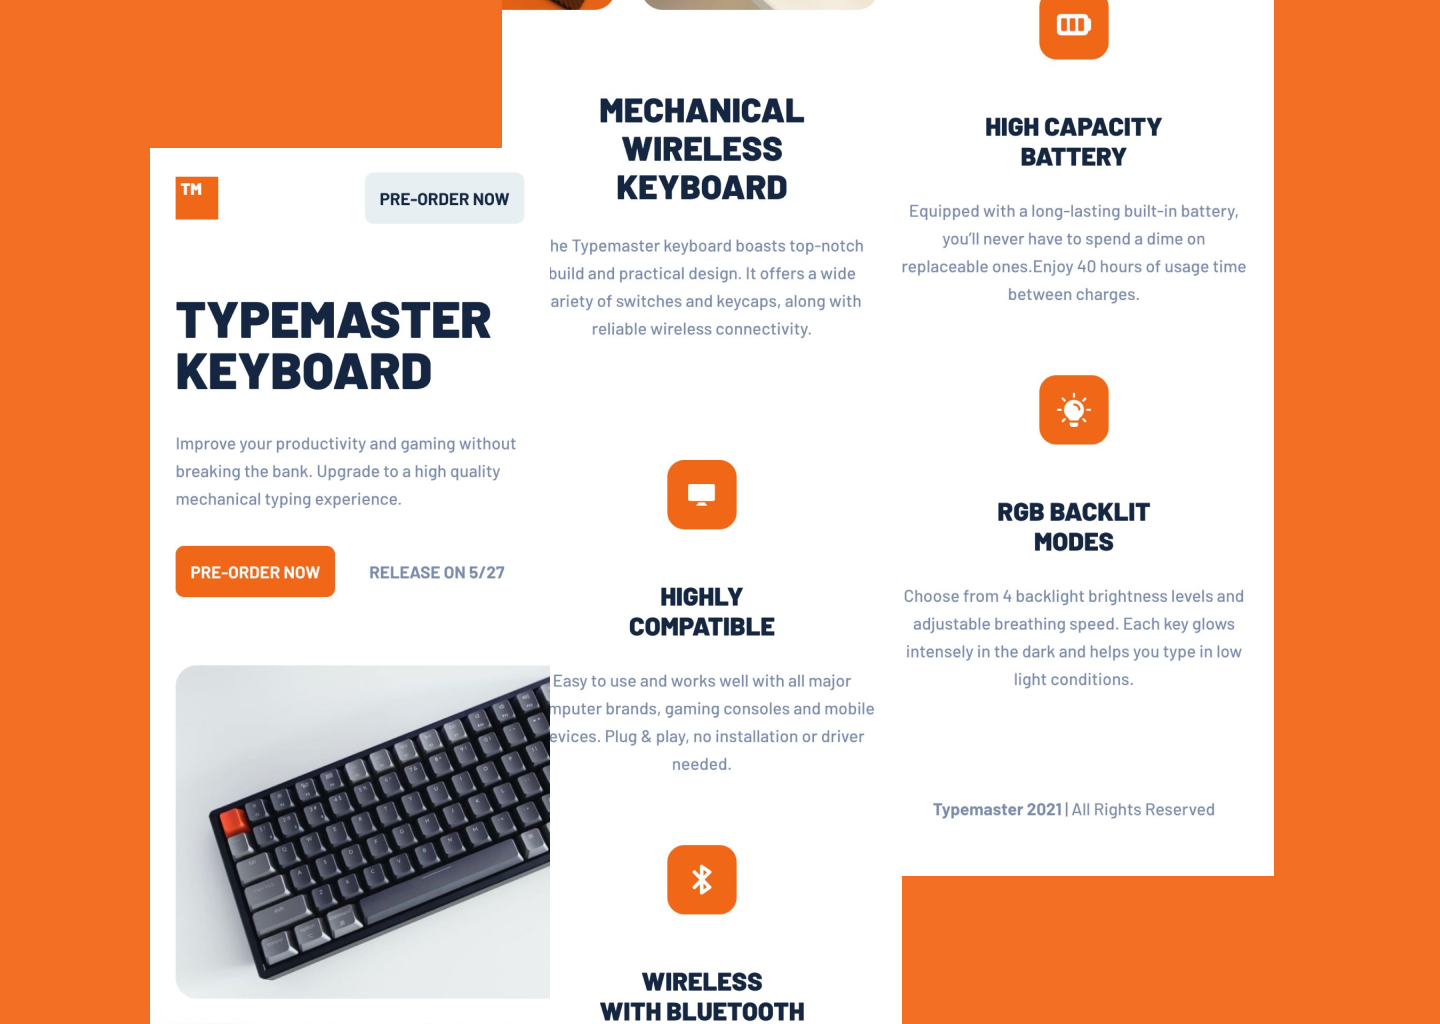 TM
PRE-ORDER NOW
TYPEMASTER
KEYBOARD
Improve your productivity and gaming without
breaking the bank. Upgrade to a high quality
mechanical typing experience.
PRE-ORDER NOW
RELEASE ON 5/27
MECHANICAL
WIRELESS
KEYBOARD
he Typemaster keyboard boasts top-notch
build and practical design. It offers a wide
ariety of switches and keycaps, along with
reliable wireless connectivity.
HIGHLY
COMPATIBLE
Easy to use and works well with all major
mputer brands, gaming consoles and mobile
evices. Plug & play, no installation or driver
needed.
WIRELESS
WITH BLUETOOTH
HIGH CAPACITY
BATTERY
Equipped with a long-lasting built-in battery,
you’ll never have to spend a dime on
replaceable ones.Enjoy 40 hours of usage time
between charges.
RGB BACKLIT
MODES
Choose from 4 backlight brightness levels and
adjustable breathing speed. Each key glows
intensely in the dark and helps you type in low
light conditions.
Typemaster 2021 | All Rights Reserved